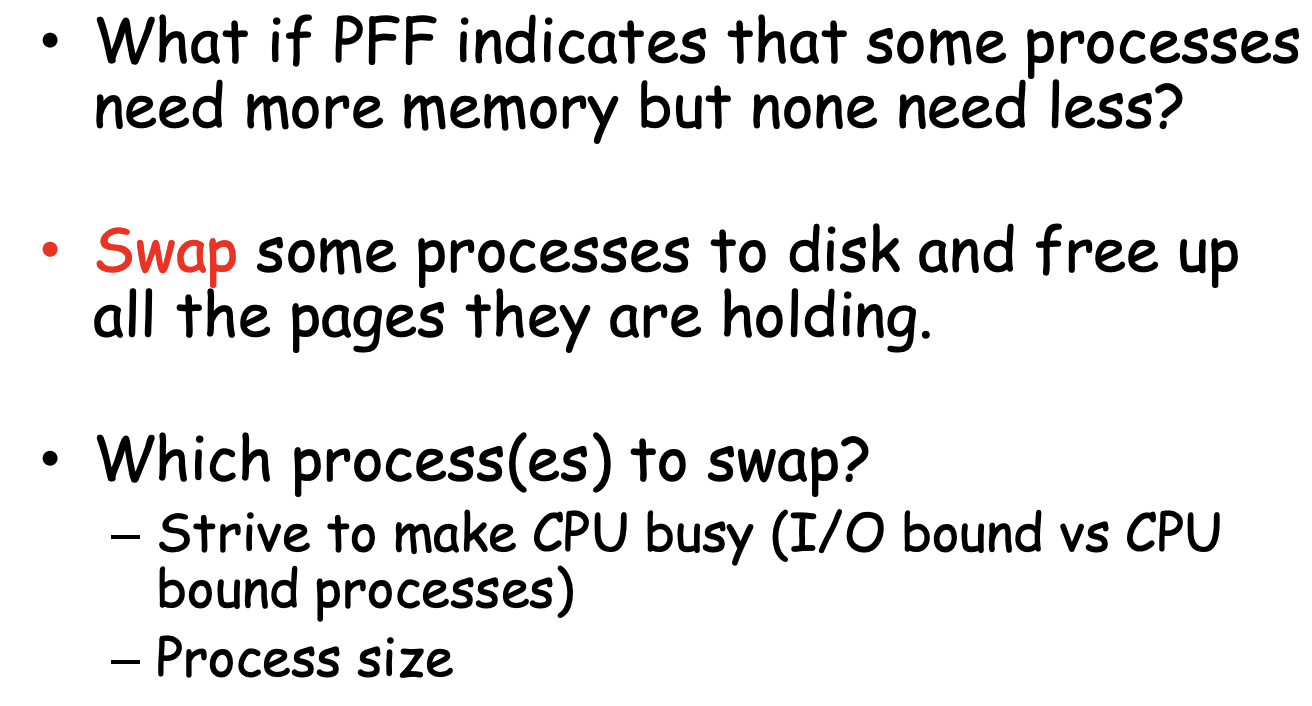 • What if PFF indicates that some processes
need more memory but none need less?
• Swap some processes to disk and free up
all the pages they are holding.
• Which process(es) to swap?
– Strive to make CPU busy (I/O bound vs CPU
bound processes)
– Process size